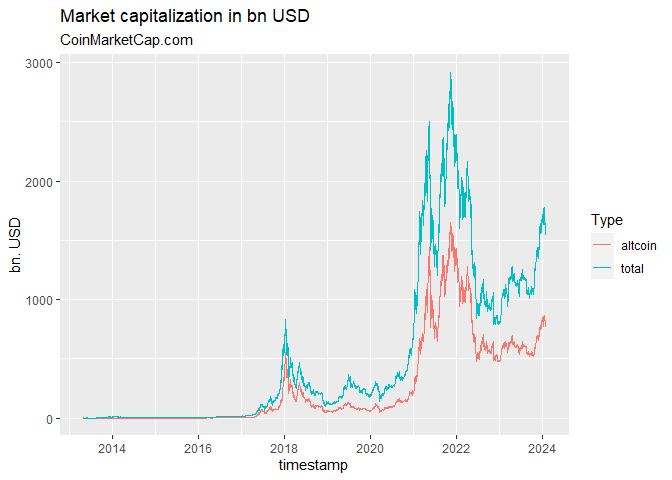 Market capitalization in bn USD
CoinMarketCap.com
3000
2000
1000
0
bn. USD
2014
2016
2018
2020
2022
2024
timestamp
Type
altcoin
total